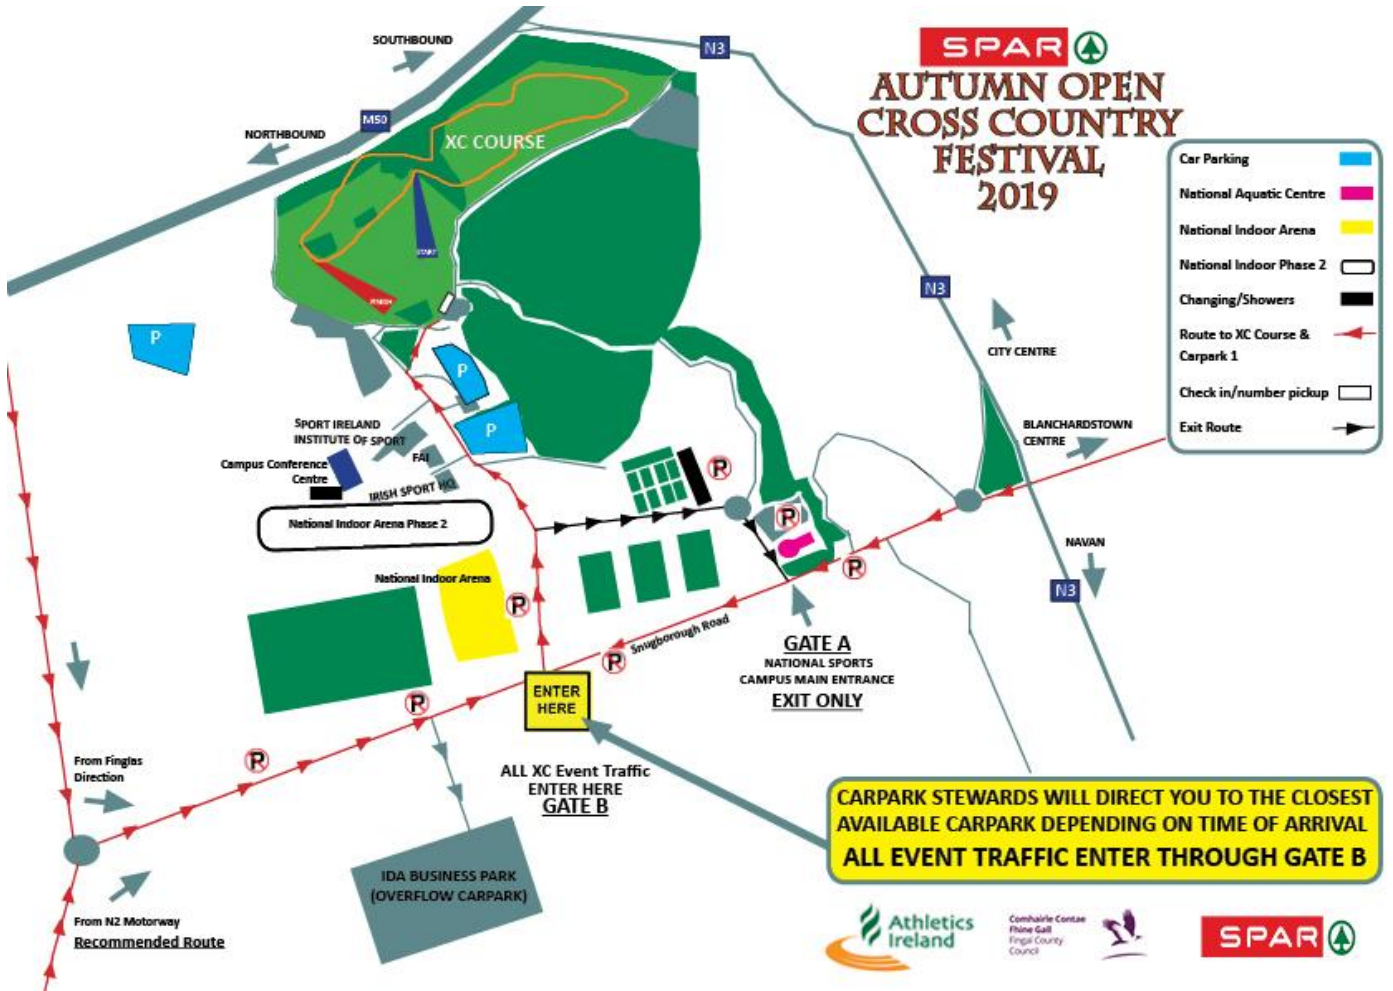 SPAR
AUTUMN OPEN
CROSS COUNTRY
FESTIVAL
2019
SOUTHBOUND
N3
M50
NORTHBOUND
XC COURSE
START
FINISH
P
P
P
N3
CITY CENTRE
Car Parking
National Aquatic Centre
National Indoor Arena
National Indoor Phase 2
Changing/Showers
Route to XC Course &
Carpark 1
Check in/number pickup
Exit Route
SPORT IRELAND
INSTITUTE OF SPORT
FAI
Campus Conference
Centre
IRISH SPORT HQ
National Indoor Arena Phase 2
BLANCHARDSTOWN
CENTRE
P
P
NAVAN
P
N3
National Indoor Arena
P
Snugborough Road
P
GATE A
NATIONAL SPORTS
CAMPUS MAIN ENTRANCE
EXIT ONLY
ENTER
HERE
P
P
From Finglas
Direction
ALL XC Event Traffic
ENTER HERE
GATE B
CARPARK STEWARDS WILL DIRECT YOU TO THE CLOSEST
AVAILABLE CARPARK DEPENDING ON TIME OF ARRIVAL
ALL EVENT TRAFFIC ENTER THROUGH GATE B
IDA BUSINESS PARK
(OVERFLOW CARPARK)
From N2 Motorway
Recommended Route
Athletics
Ireland
Comhairle Contae
Fhine Gall
Fingal County
Council
SPAR